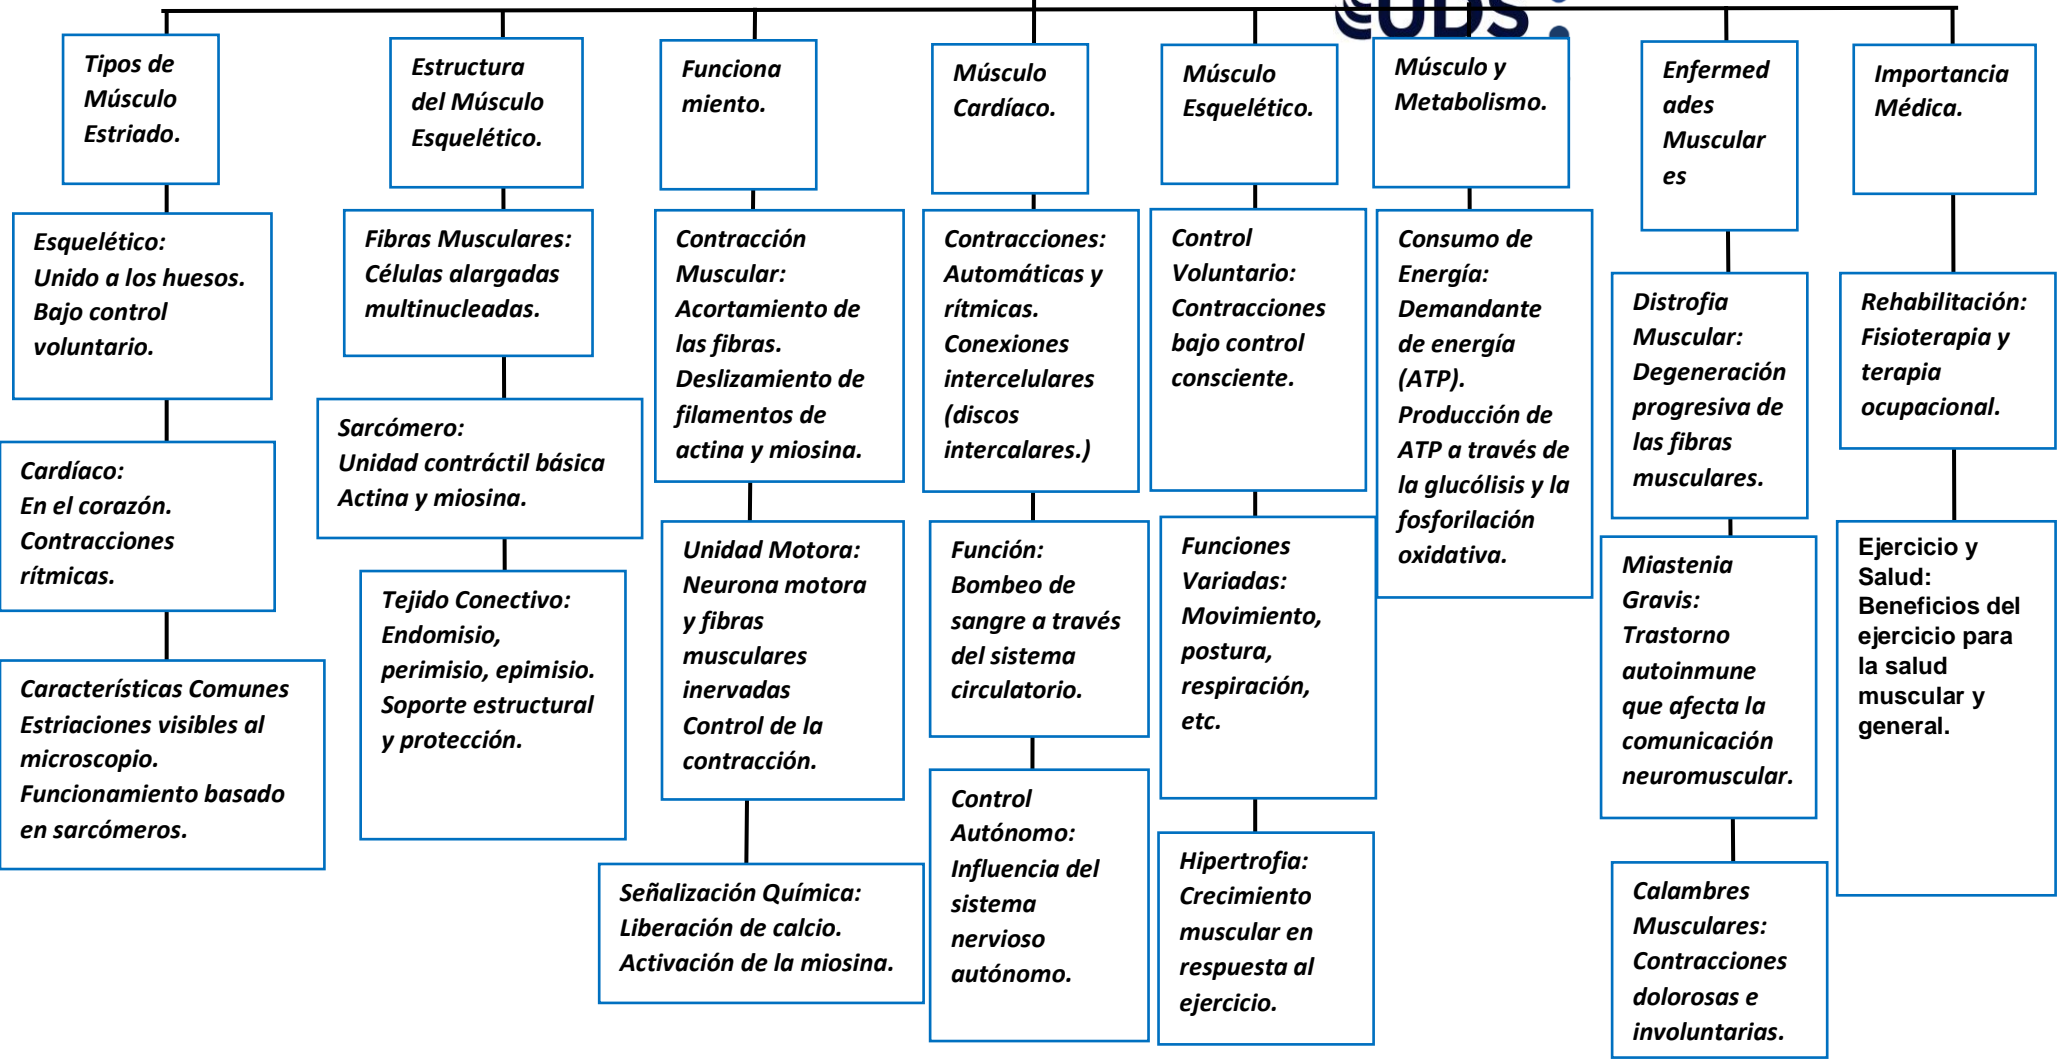 UDS
Tipos de
Músculo
Estriado.
Esquelético:
Unido a los huesos.
Bajo control
voluntario.
Cardíaco:
En el corazón.
Contracciones
rítmicas.
Características Comunes
Estriaciones visibles al
microscopio.
Funcionamiento basado
en sarcómeros.
Estructura
del Músculo
Esquelético.
Fibras Musculares:
Células alargadas
multinucleadas.
Sarcómero:
Unidad contráctil básica
Actina y miosina.
Tejido Conectivo:
Endomisio,
perimisio, epimisio.
Soporte estructural
y protección.
Funciona
miento.
Contracción
Muscular:
Acortamiento de
las fibras.
Deslizamiento de
filamentos de
actina y miosina.
Unidad Motora:
Neurona motora
y fibras
musculares
inervadas
Control de la
contracción.
Señalización Química:
Liberación de calcio.
Activación de la miosina.
Músculo
Cardíaco.
Contracciones:
Automáticas y
rítmicas.
Conexiones
intercelulares
(discos
intercalares.)
Función:
Bombeo de
sangre a través
del sistema
circulatorio.
Control
Autónomo:
Influencia del
sistema
nervioso
autónomo.
Músculo
Esquelético.
Control
Voluntario:
Contracciones
bajo control
consciente.
Funciones
Variadas:
Movimiento,
postura,
respiración,
etc.
Hipertrofia:
Crecimiento
muscular en
respuesta al
ejercicio.
Músculo y
Metabolismo.
Consumo de
Energía:
Demandante
de energía
(ATP).
Producción de
ATP a través de
la glucólisis y la
fosforilación
oxidativa.
Enfermed
ades
Muscular
es
Distrofia
Muscular:
Degeneración
progresiva de
las fibras
musculares.
Miastenia
Gravis:
Trastorno
autoinmune
que afecta la
comunicación
neuromuscular.
Calambres
Musculares:
Contracciones
dolorosas e
involuntarias.
Importancia
Médica.
Rehabilitación:
Fisioterapia y
terapia
ocupacional.
Ejercicio y
Salud:
Beneficios del
ejercicio para
la salud
muscular y
general.